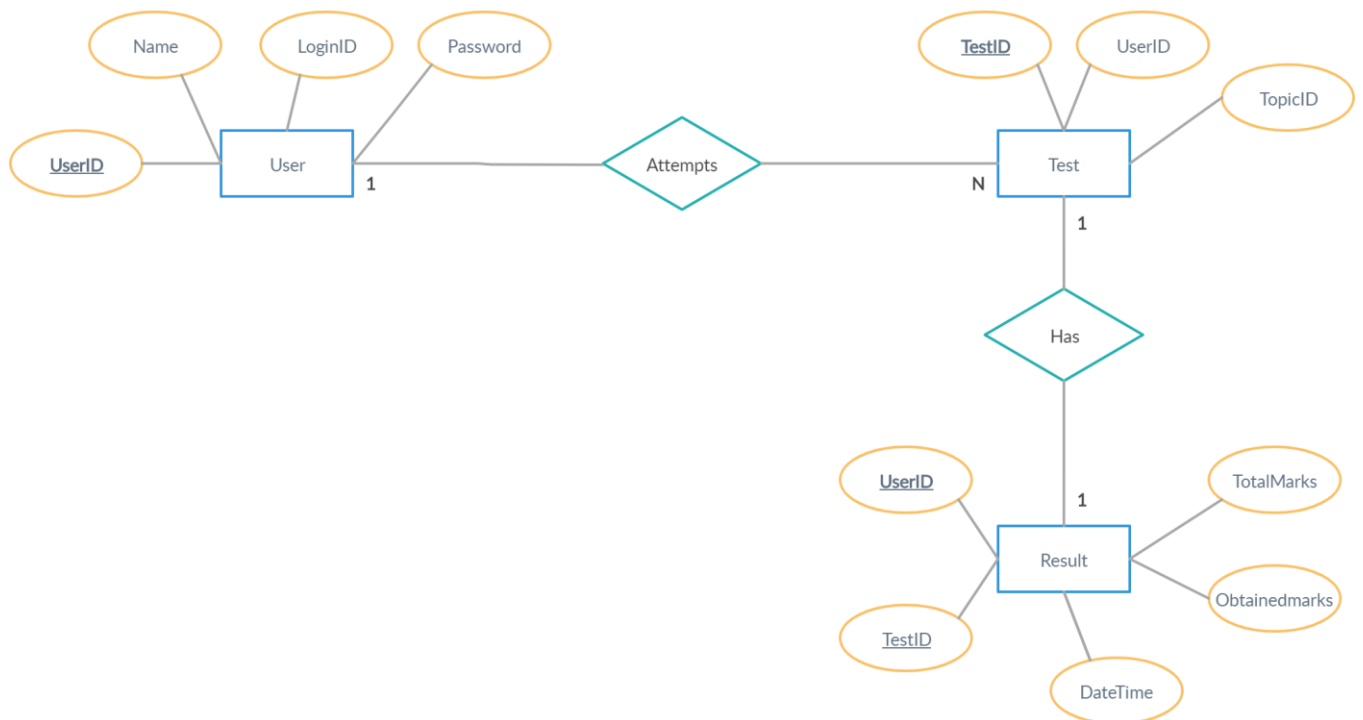 Name
LoginID
Password
TestID
UserID
TopicID
UserID
User
Attempts
Test
1
N
1
Has
UserID
TotalMarks
1
Result
Obtainedmarks
TestID
DateTime